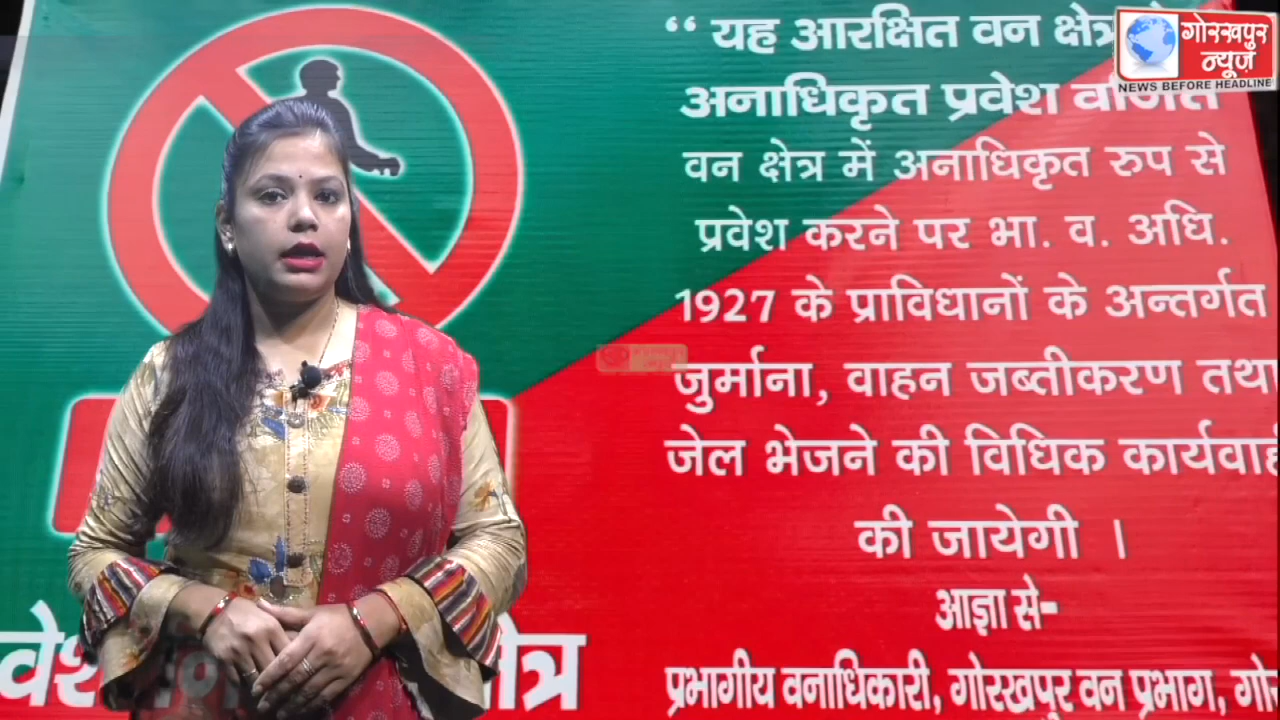 गोरखपुर
न्यूज
NEWS BEFORE HEADLINE
“ यह आरक्षित वन क्षेत्र
अनाधिकृत प्रवेश
वन क्षेत्र में अनाधिकृत रुप से
प्रवेश करने पर भा. व. अधि.
1927 के प्राविधानों के अन्तर्गत
जुर्माना, वाहन जब्तीकरण तथा
जेल भेजने की विधिक कार्यवाही
की जायेगी ।
आज्ञा से-
प्रभागीय वनाधिकारी, गोरखपुर वन प्रभाग,